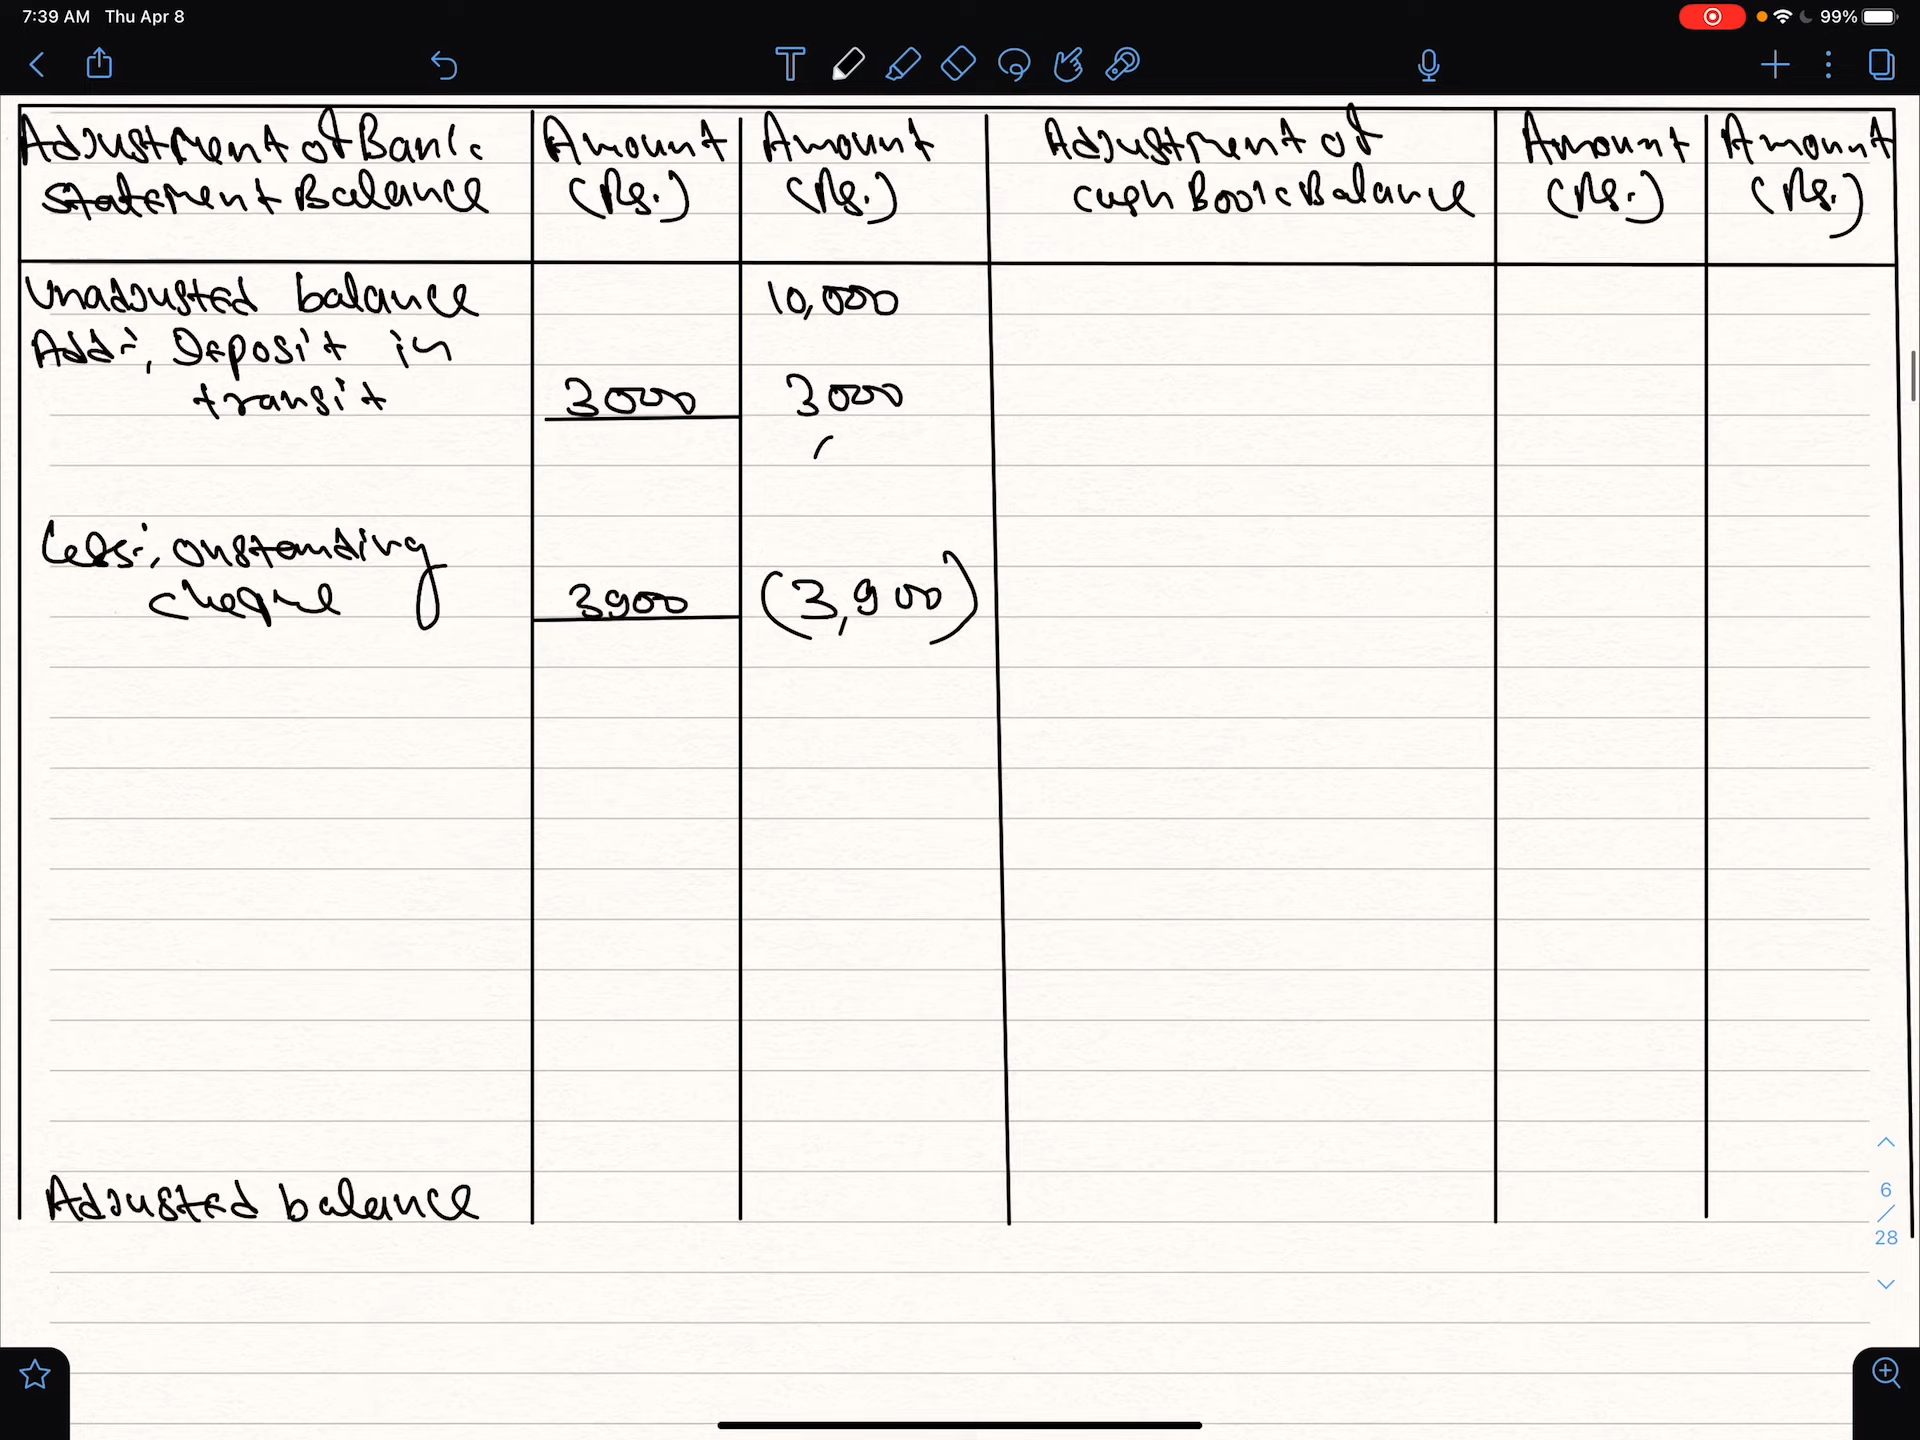 7:39 AM Thu Apr 8
99%
Adjustment of Bank Statement Balance
Amount (Rs.)
Amount (Rs.)
Adjustment of cash Book Balance
Amount (Rs.)
Amount (Rs.)
Unadjusted balance 10,000
Add:, Deposit in
transit 3000 3000
Less:, oustanding
cheque 3900 (3,900)
Adjusted balance
6
/
28